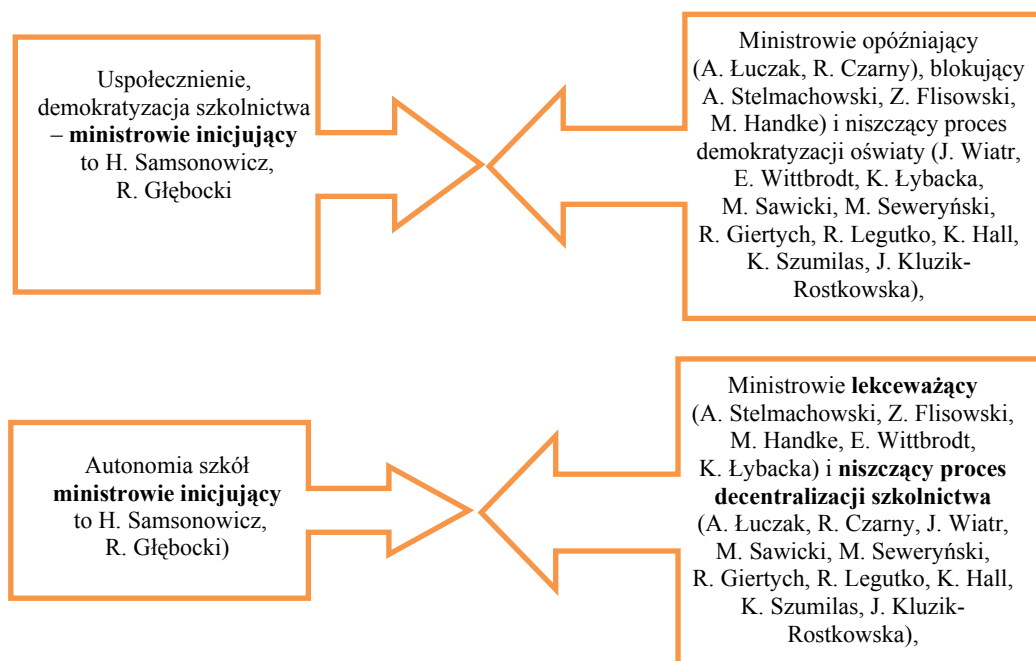 Uspołecznienie,
demokratyzacja szkolnictwa
– ministrowie inicjujący
to H. Samsonowicz,
R. Głębocki
Ministrowie opóźniający
(A. Łuczak, R. Czarny), blokujący
A. Stelmachowski, Z. Flisowski,
M. Handke) i niszczący proces
demokratyzacji oświaty (J. Wiatr,
E. Wittbrodt, K. Łybacka,
M. Sawicki, M. Seweryński,
R. Giertych, R. Legutko, K. Hall,
K. Szumilas, J. Kluzik-
Rostkowska),
Autonomia szkół
ministrowie inicjujący
to H. Samsonowicz,
R. Głębocki)
Ministrowie lekceważący
(A. Stelmachowski, Z. Flisowski,
M. Handke, E. Wittbrodt,
K. Łybacka) i niszczący proces
decentralizacji szkolnictwa
(A. Łuczak, R. Czarny, J. Wiatr,
M. Sawicki, M. Seweryński,
R. Giertych, R. Legutko, K. Hall,
K. Szumilas, J. Kluzik-
Rostkowska),